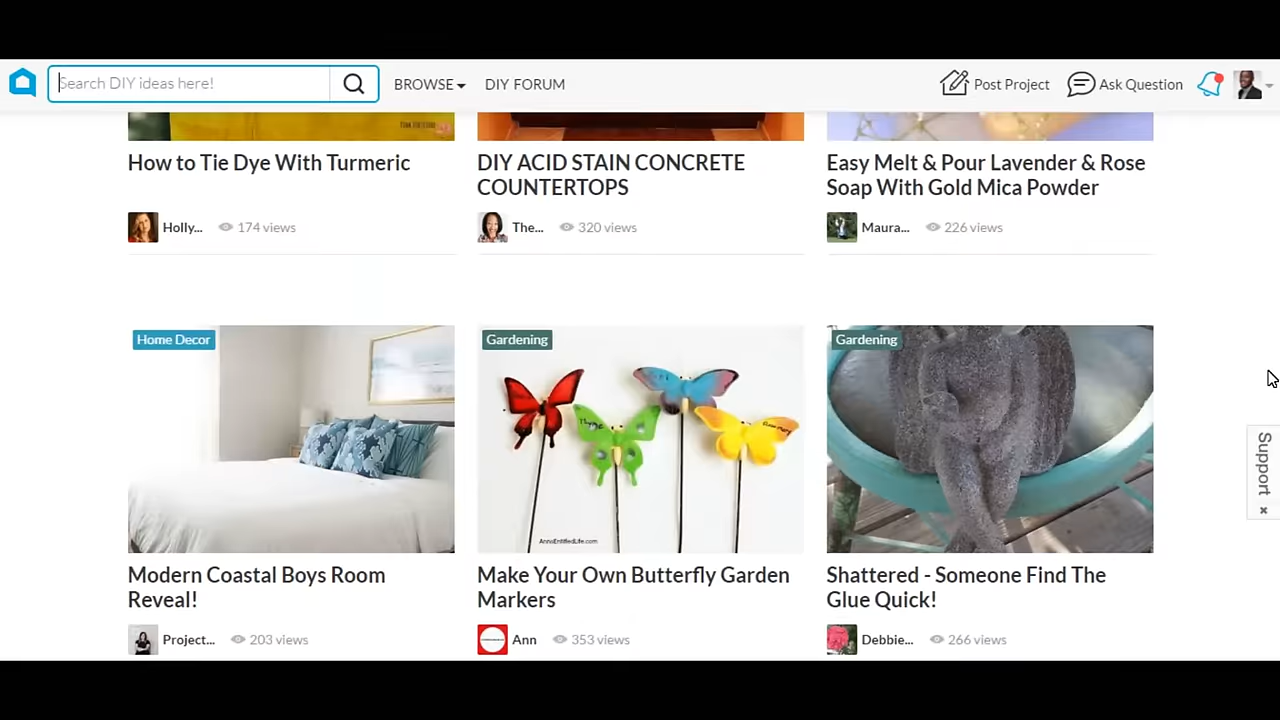 Search DIY ideas here!
BROWSE
DIY FORUM
Post Project
Ask Question
How to Tie Dye With Turmeric
DIY ACID STAIN CONCRETE
COUNTERTOPS
Easy Melt & Pour Lavender & Rose
Soap With Gold Mica Powder
Holly...
174 views
The...
320 views
Maura...
226 views
Home Decor
Gardening
Gardening
AnnsEntitledLife.com
Support
Modern Coastal Boys Room
Reveal!
Make Your Own Butterfly Garden
Markers
Shattered - Someone Find The
Glue Quick!
Project...
203 views
Ann
353 views
Debbie...
266 views